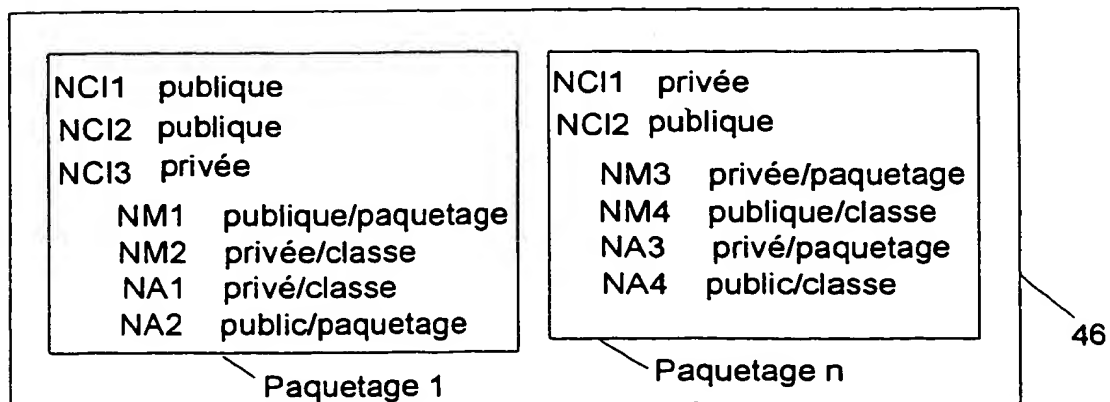 NCI1 publique
NCI2 publique
NCI3 privée
NM1 publique/paquetage
NM2 privée/classe
NA1 privé/classe
NA2 public/paquetage
Paquetage 1
NCI1 privée
NCI2 publique
NM3 privée/paquetage
NM4 publique/classe
NA3 privé/paquetage
NA4 public/classe
Paquetage n
46